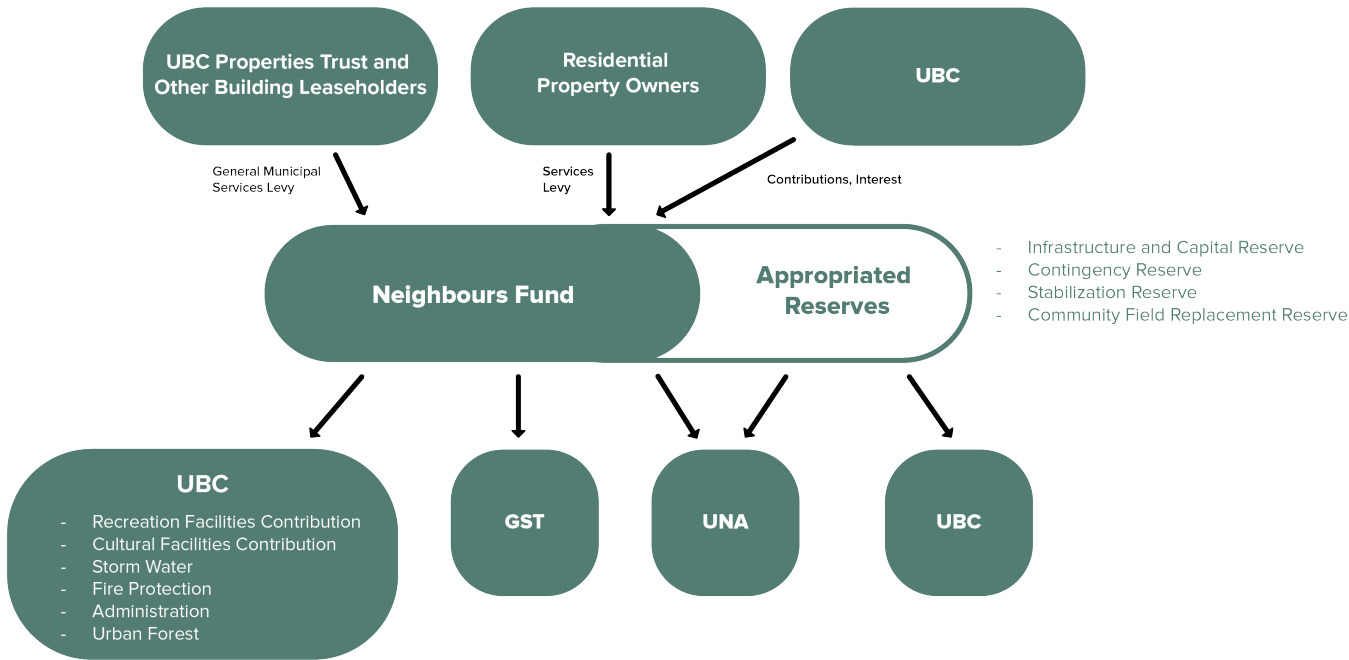 UBC Properties Trust and
Other Building Leaseholders
Residential
Property Owners
UBC
General Municipal
Services Levy
Services
Levy
Contributions, Interest
Neighbours Fund
Appropriated
Reserves
- Infrastructure and Capital Reserve
- Contingency Reserve
- Stabilization Reserve
- Community Field Replacement Reserve
UBC
- Recreation Facilities Contribution
- Cultural Facilities Contribution
- Storm Water
- Fire Protection
- Administration
- Urban Forest
GST
UNA
UBC